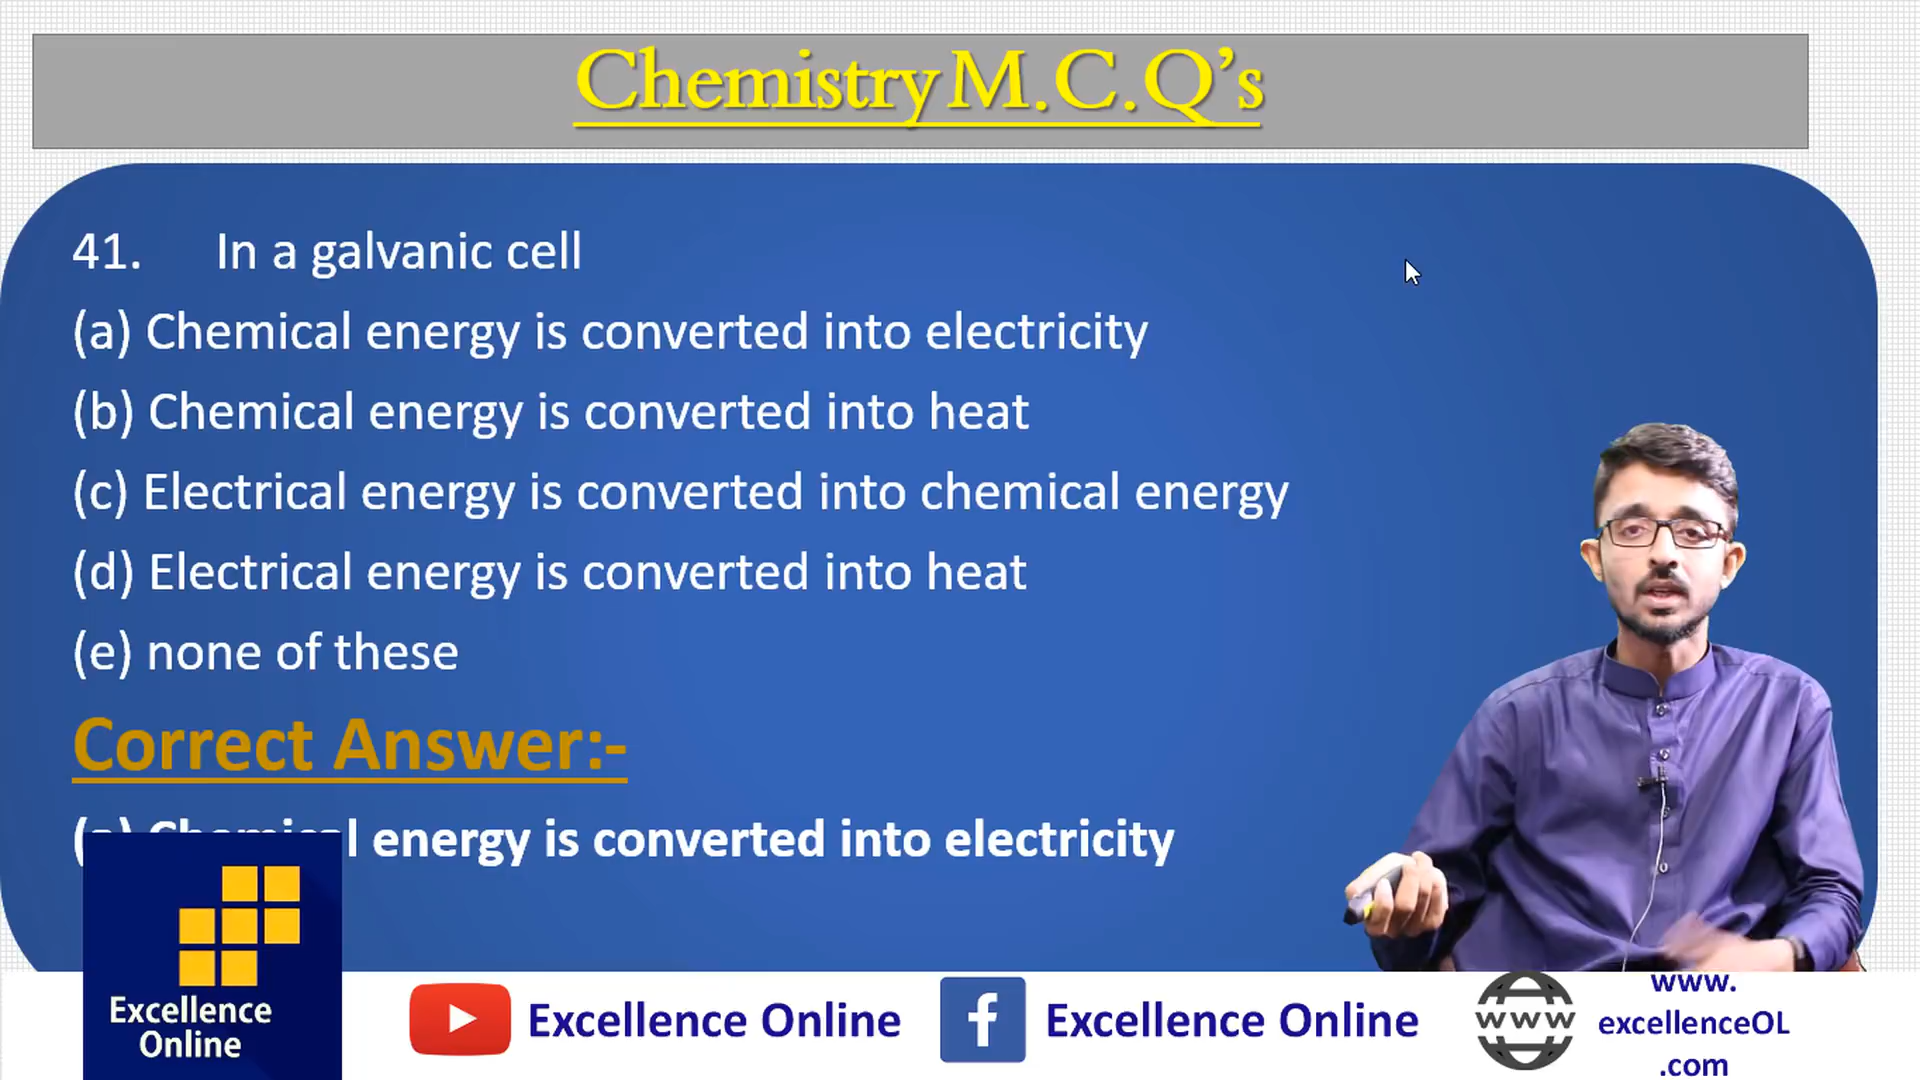 Chemistry M.C.Q's
41. In a galvanic cell
(a) Chemical energy is converted into electricity
(b) Chemical energy is converted into heat
(c) Electrical energy is converted into chemical energy
(d) Electrical energy is converted into heat
(e) none of these
Correct Answer:-
(a) Chemical energy is converted into electricity
Excellence
Online
Excellence Online
Excellence Online
www
www.
excellenceOL
.com